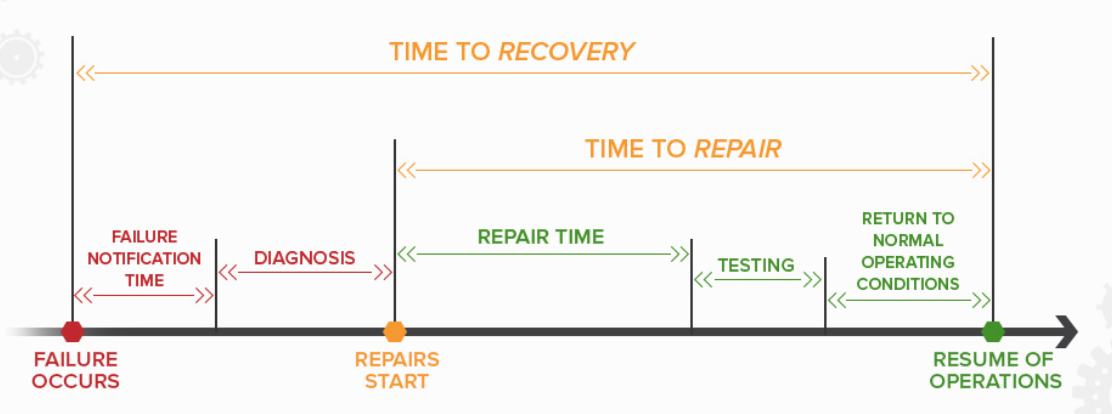 TIME TO RECOVERY
TIME TO REPAIR
FAILURE
NOTIFICATION
TIME
DIAGNOSIS
REPAIR TIME
TESTING
RETURN TO
NORMAL
OPERATING
CONDITIONS
FAILURE
OCCURS
REPAIRS
START
RESUME OF
OPERATIONS